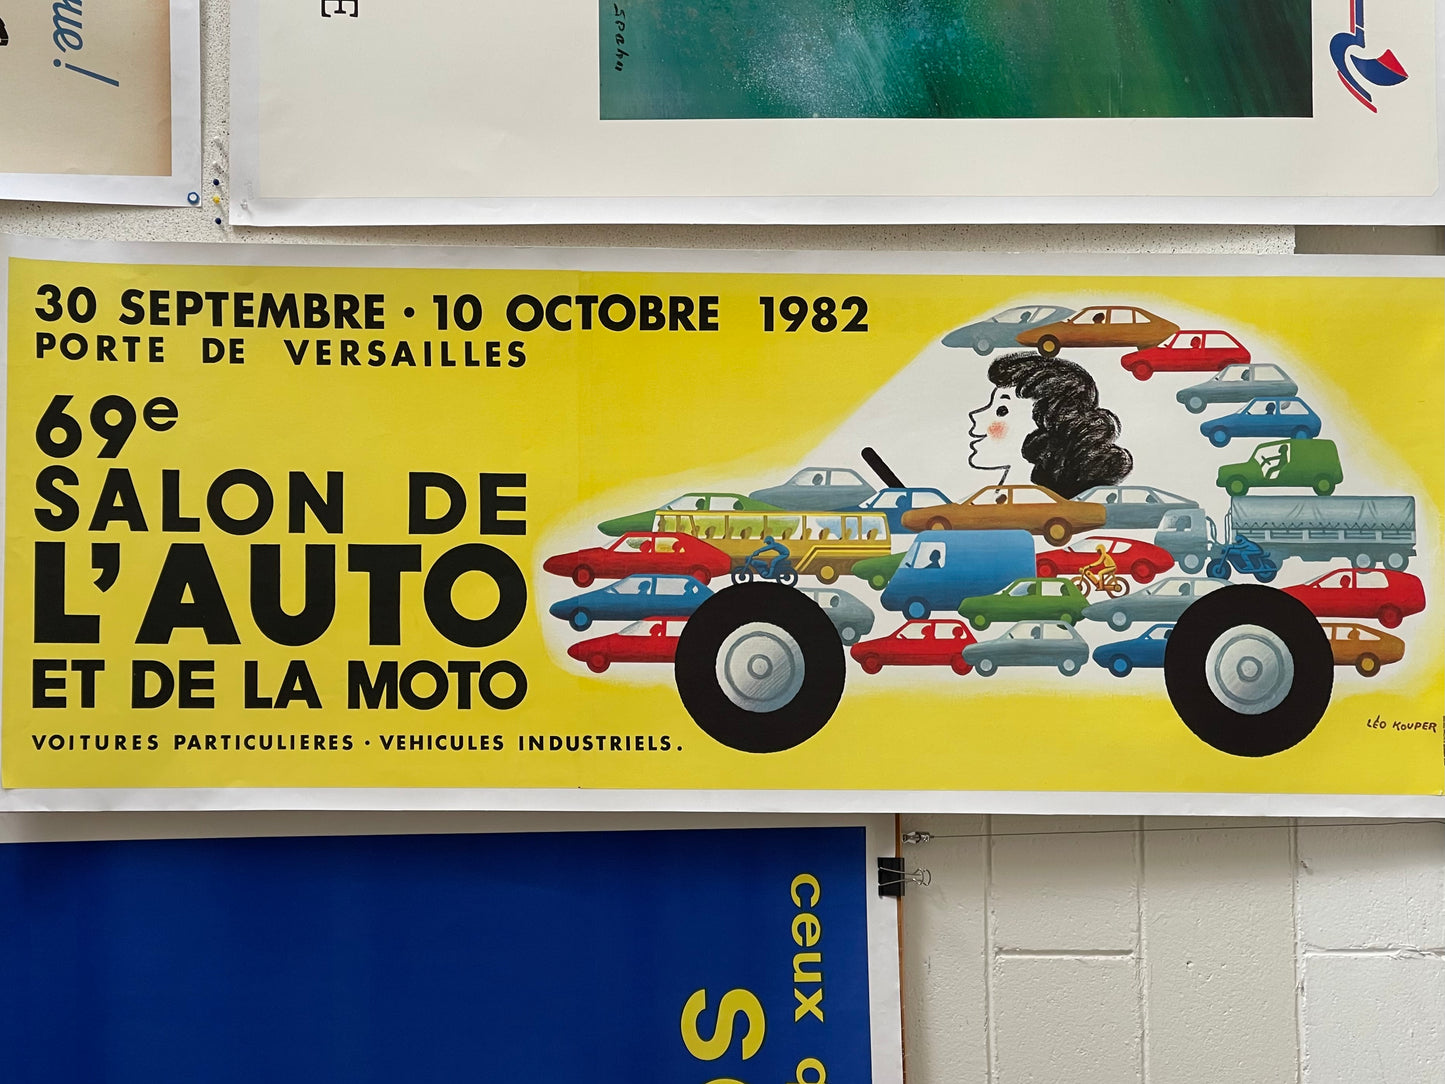 ue!
E
Spahn
30 SEPTEMBRE · 10 OCTOBRE 1982
PORTE DE VERSAILLES
69e
SALON DE
L'AUTO
ET DE LA MOTO
VOITURES PARTICULIERES · VEHICULES INDUSTRIELS.
LÉO KOUPER
ceux